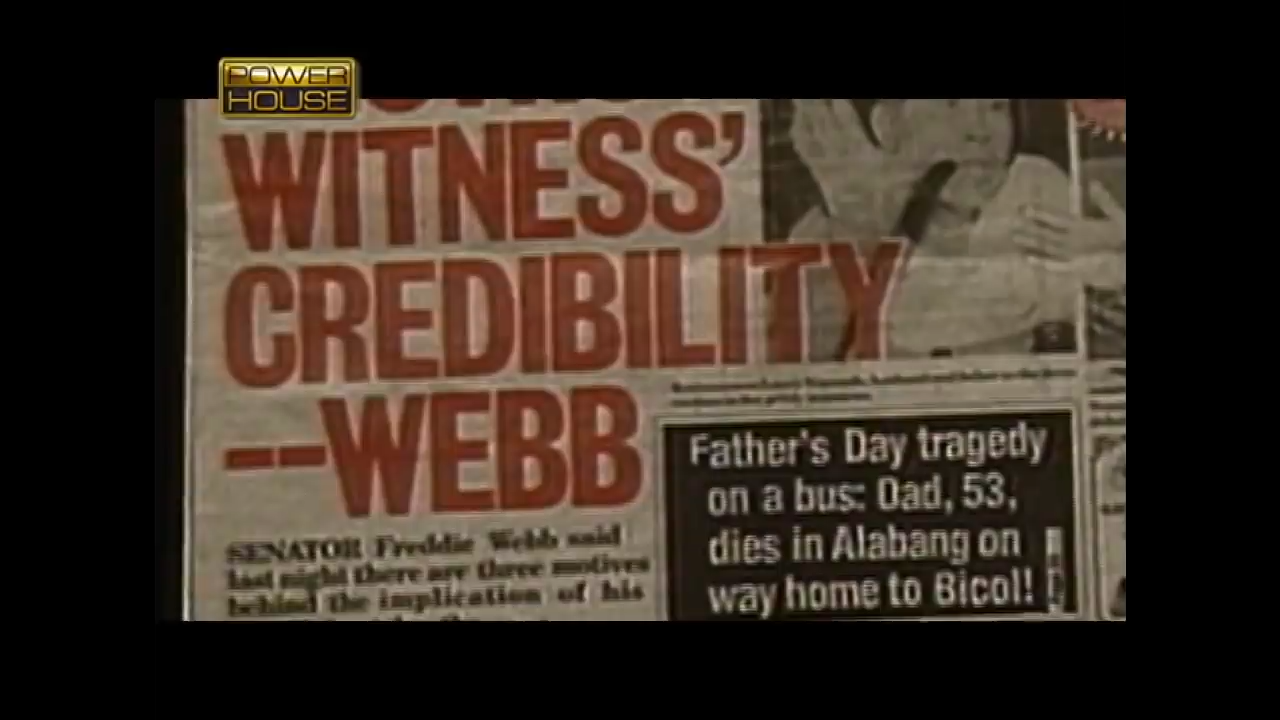 POWER
HOUSE
WITNESS'
CREDIBILITY
--WEBB
SENATOR Freddie Webb said
last night there are three motives
behind the implication of his
Father's Day tragedy
on a bus: Dad, 53,
dies in Alabang on
way home to Bicol!